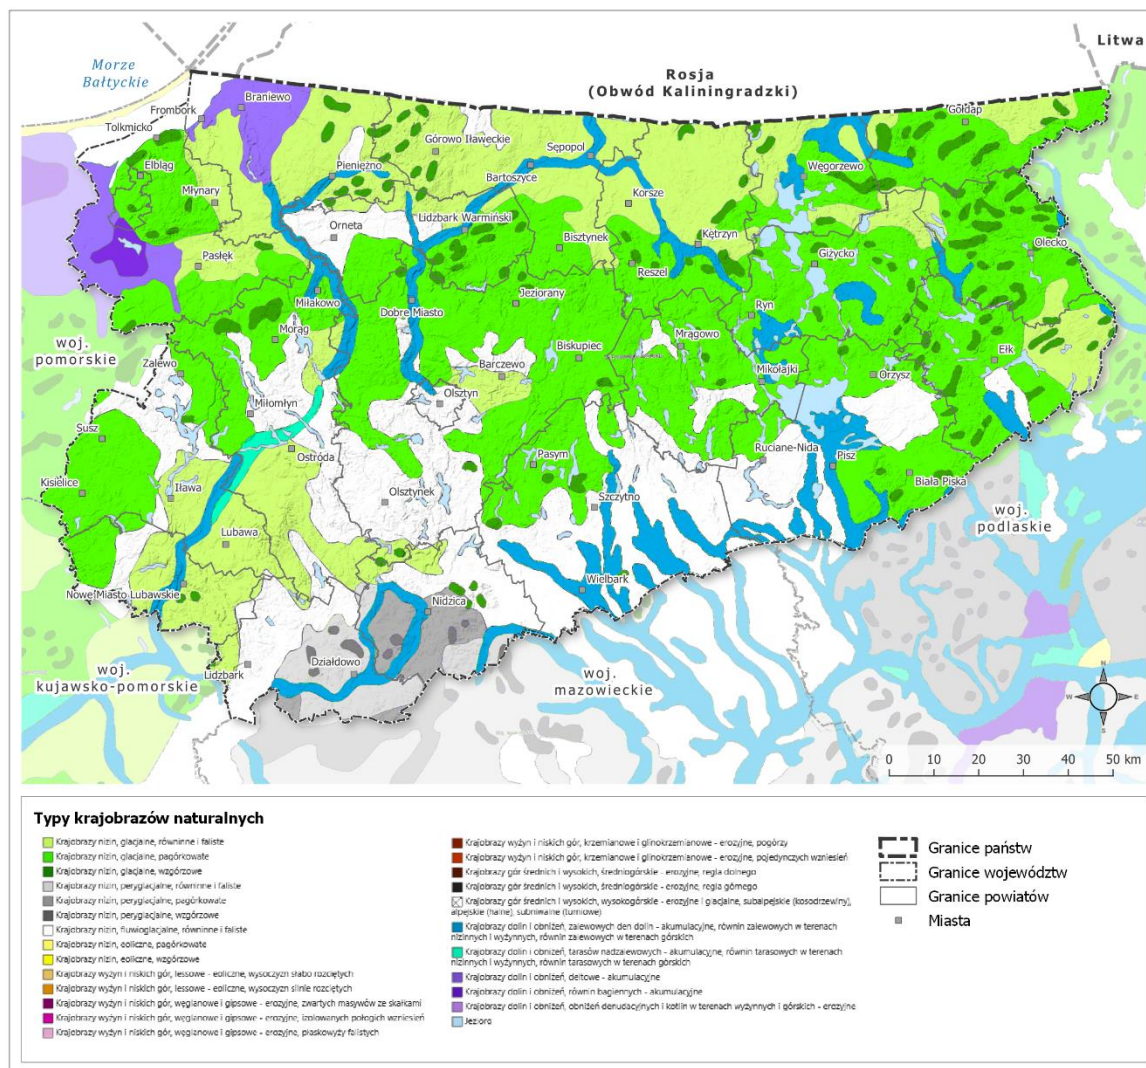 Litwa
Morze
Bałtyckie
Rosja
(Obwód Kaliningradzki)
Braniewo
Frombork
Gołdap
Tolkmicko
Górowo Iławeckie
Sępopol
Elbląg
Pieniężno
Węgorzewo
Bartoszyce
Młynary
Korsze
Lidzbark Warmiński
Orneta
Kętrzyn
Bisztynek
Olecko
Pasłęk
Reszel
Giżycko
Miłakowo
Jeziorany
Dobre Miasto
Ryn
Morąg
Mrągowo
woj.
pomorskie
Biskupiec
Ełk
Zalewo
Barczewo
Mikołajki
Orzysz
Olsztyn
Miłomłyn
Susz
Ostróda
Ruciane-Nida
Pasym
Pisz
Kisielice
Iława
Olsztynek
Szczytno
Biała Piska
woj.
podlaskie
Lubawa
Nowe Miasto Lubawskie
Wielbark
Nidzica
Działdowo
Lidzbark
woj.
kujawsko-pomorskie
woj.
mazowieckie
N
W
E
S
0 10 20 30 40 50 km
Typy krajobrazów naturalnych
Krajobrazy nizin, glacjalne, równinne i faliste
Krajobrazy nizin, glacjalne, pagórkowate
Krajobrazy nizin, glacjalne, wzgórzowe
Krajobrazy nizin, peryglacjalne, równinne i faliste
Krajobrazy nizin, peryglacjalne, pagórkowate
Krajobrazy nizin, peryglacjalne, wzgórzowe
Krajobrazy nizin, fluwioglacjalne, równinne i faliste
Krajobrazy nizin, eoliczne, pagórkowate
Krajobrazy nizin, eoliczne, wzgórzowe
Krajobrazy wyżyn i niskich gór, lessowe - eoliczne, wysoczyzn słabo rozciętych
Krajobrazy wyżyn i niskich gór, lessowe - eoliczne, wysoczyzn silnie rozciętych
Krajobrazy wyżyn i niskich gór, węglanowe i gipsowe - erozyjne, zwartych masywów ze skałkami
Krajobrazy wyżyn i niskich gór, węglanowe i gipsowe - erozyjne, izolowanych połogich wzniesień
Krajobrazy wyżyn i niskich gór, węglanowe i gipsowe - erozyjne, płaskowyży falistych
Krajobrazy wyżyn i niskich gór, krzemianowe i glinokrzemianowe - erozyjne, pogórzy
Krajobrazy wyżyn i niskich gór, krzemianowe i glinokrzemianowe - erozyjne, pojedynczych wzniesień
Krajobrazy gór średnich i wysokich, średniogórskie - erozyjne, regla dolnego
Krajobrazy gór średnich i wysokich, średniogórskie - erozyjne, regla górnego
Krajobrazy gór średnich i wysokich, wysokogórskie - erozyjne i glacjalne, subalpejskie (kosodrzewiny),
alpejskie (halne), subniwalne (turniowe)
Krajobrazy dolin i obniżeń, zalewowych den dolin - akumulacyjne, równin zalewowych w terenach
nizinnych i wyżynnych, równin zalewowych w terenach górskich
Krajobrazy dolin i obniżeń, tarasów nadzalewowych - akumulacyjne, równin tarasowych w terenach
nizinnych i wyżynnych, równin tarasowych w terenach górskich
Krajobrazy dolin i obniżeń, deltowe - akumulacyjne
Krajobrazy dolin i obniżeń, równin bagiennych - akumulacyjne
Krajobrazy dolin i obniżeń, obniżeń denudacyjnych i kotlin w terenach wyżynnych i górskich - erozyjne
Jezioro
Granice państw
Granice województw
Granice powiatów
Miasta